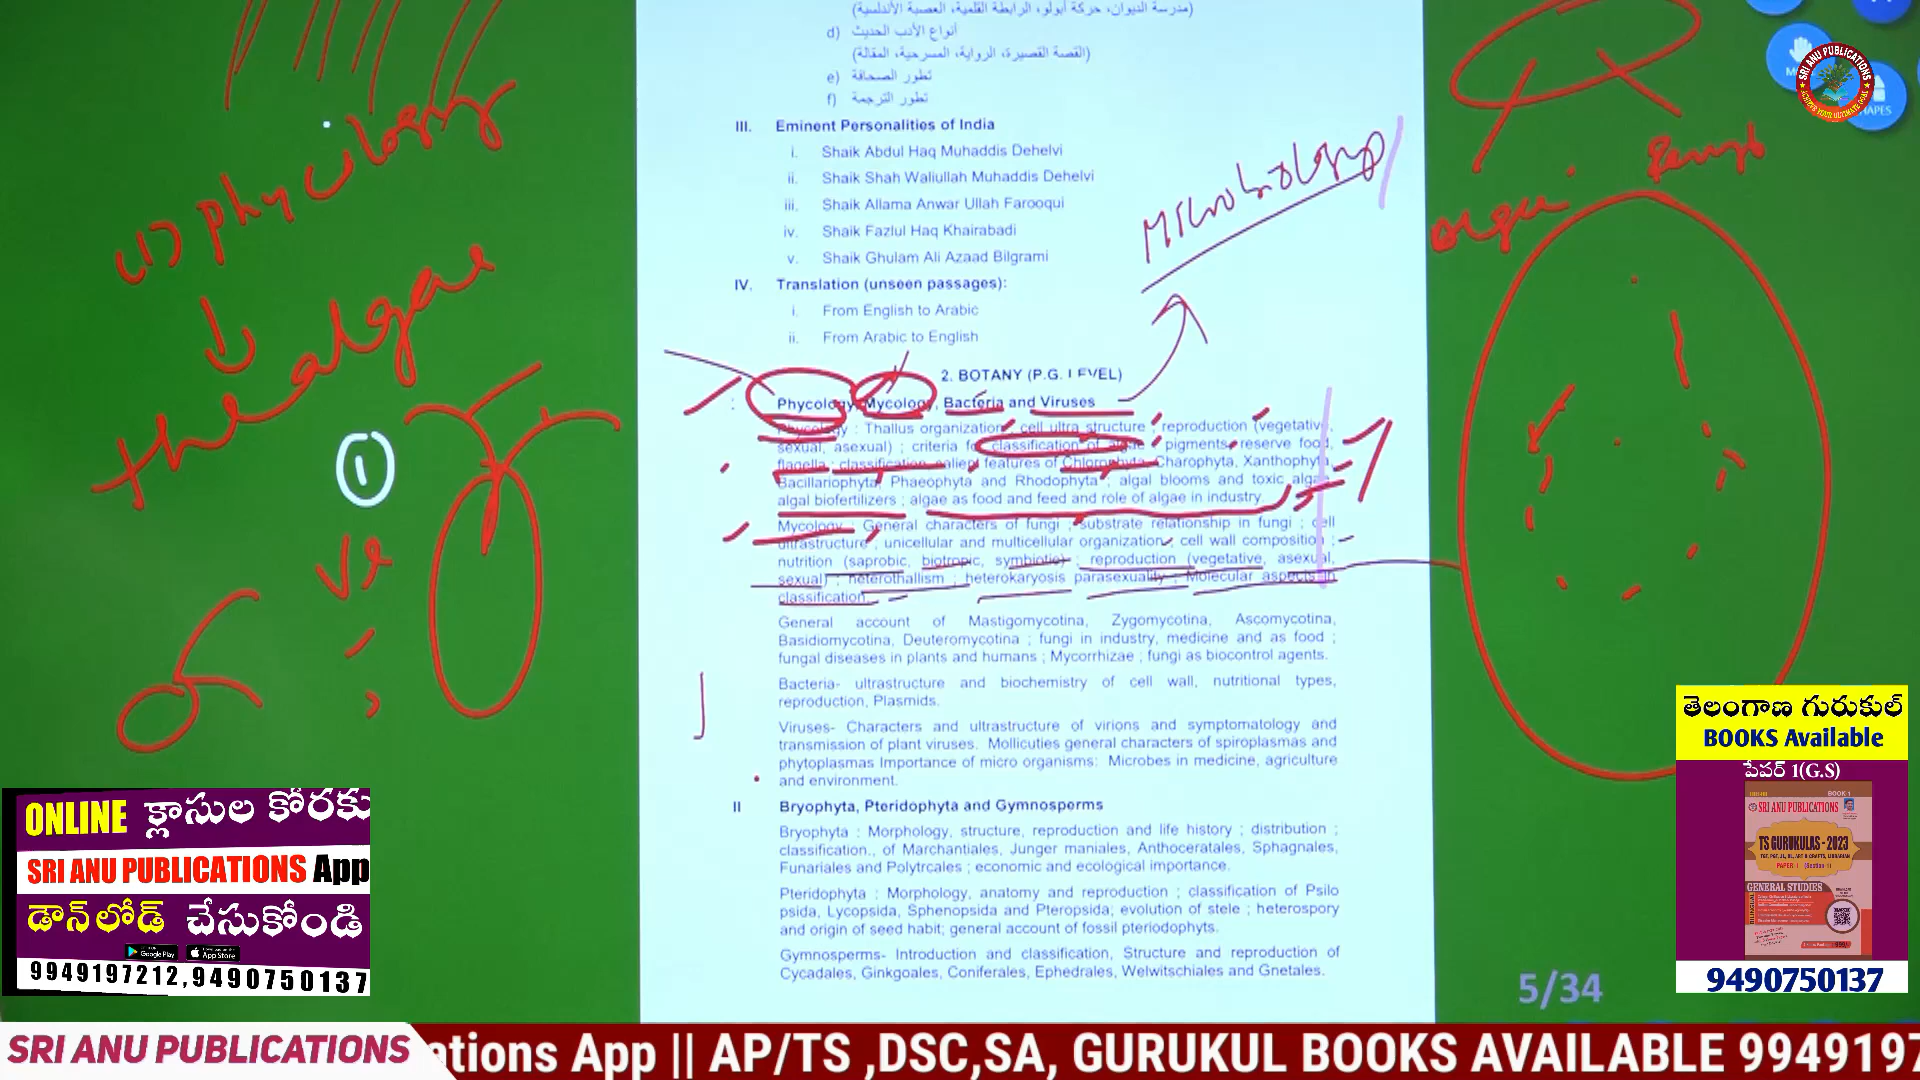 (مدرسة الديوان، حركة أبولو، الرابطة القلمية، العصبة الأندلسية)
d) أنواع الأدب الحديث
(القصة القصيرة، الرواية، المسرحية، المقالة)
e) تطور الصحافة
f) تطور الترجمة
III. Eminent Personalities of India
i. Shaik Abdul Haq Muhaddis Dehelvi
ii. Shaik Shah Waliullah Muhaddis Dehelvi
iii. Shaik Allama Anwar Ullah Farooqui
iv. Shaik Fazlul Haq Khairabadi
v. Shaik Ghulam Ali Azaad Bilgrami
IV. Translation (unseen passages):
i. From English to Arabic
ii. From Arabic to English
2. BOTANY (P.G. LEVEL)
Phycology, Mycology, Bacteria and Viruses
Phycology : Thallus organization ; cell ultra structure ; reproduction (vegetative,
sexual, asexual) ; criteria for classification of algae : pigments, reserve food,
flagella ; classification, salient features of Chlorophyta, Charophyta, Xanthophyta,
Bacillariophyta, Phaeophyta and Rhodophyta ; algal blooms and toxic algae
algal biofertilizers ; algae as food and feed and role of algae in industry.
Mycology : General characters of fungi ; substrate relationship in fungi ; cell
ultrastructure ; unicellular and multicellular organization ; cell wall composition ;
nutrition (saprobic, biotropic, symbiotic) ; reproduction (vegetative, asexual,
sexual) ; heterothallism ; heterokaryosis parasexuality ; Molecular aspects in
classification.
General account of Mastigomycotina, Zygomycotina, Ascomycotina,
Basidiomycotina, Deuteromycotina ; fungi in industry, medicine and as food ;
fungal diseases in plants and humans ; Mycorrhizae ; fungi as biocontrol agents.
Bacteria- ultrastructure and biochemistry of cell wall, nutritional types,
reproduction, Plasmids.
Viruses- Characters and ultrastructure of virions and symptomatology and
transmission of plant viruses. Mollicuties general characters of spiroplasmas and
phytoplasmas Importance of micro organisms: Microbes in medicine, agriculture
and environment.
II Bryophyta, Pteridophyta and Gymnosperms
Bryophyta : Morphology, structure, reproduction and life history ; distribution ;
classification., of Marchantiales, Junger maniales, Anthoceratales, Sphagnales,
Funariales and Polytrcales ; economic and ecological importance.
Pteridophyta : Morphology, anatomy and reproduction ; classification of Psilo
psida, Lycopsida, Sphenopsida and Pteropsida; evolution of stele ; heterospory
and origin of seed habit; general account of fossil pteriodophyts.
Gymnosperms- Introduction and classification, Structure and reproduction of
Cycadales, Ginkgoales, Coniferales, Ephedrales, Welwitschiales and Gnetales.
(1) phycology
the algae
1
Microbiology
algae
5/34
SRI ANU PUBLICATIONS
ACHIEVE YOUR ULTIMATE GOAL
ONLINE క్లాసుల కోరకు
SRI ANU PUBLICATIONS App
డౌన్‌లోడ్ చేసుకోండి
Google Play
App Store
9949197212,9490750137
తెలంగాణ గురుకుల్
BOOKS Available
పేపర్ 1(G.S)
BOOK 1
SRI ANU PUBLICATIONS
TS GURUKULAS - 2023
GENERAL STUDIES
9490750137
SRI ANU PUBLICATIONS
ations App || AP/TS ,DSC,SA, GURUKUL BOOKS AVAILABLE 9949197